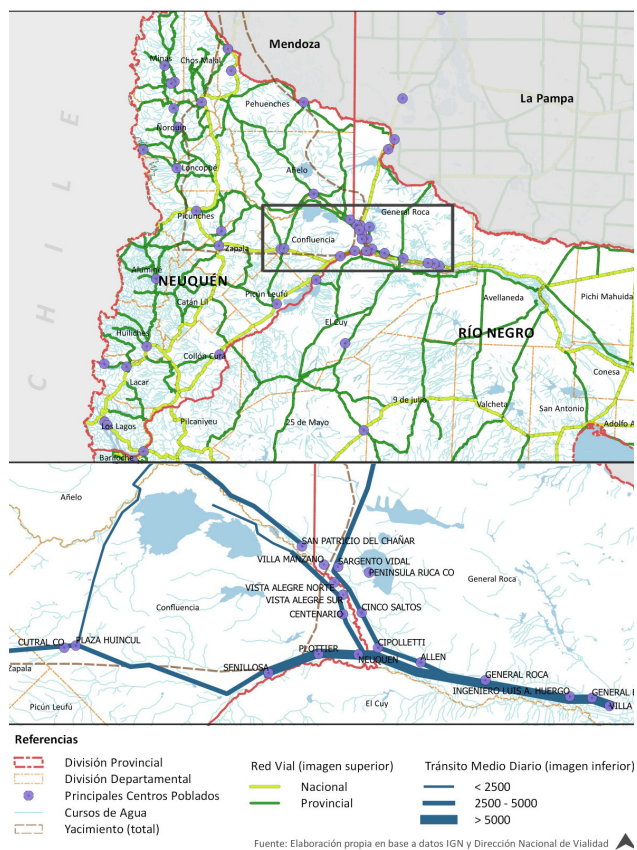 Mendoza
La Pampa
CHILE
Minas
Chos Malal
Pehuenches
Ñorquin
Añelo
Loncopué
General Roca
Picunches
Confluencia
Zapala
Aluminé
NEUQUÉN
Catán Lil
Picún Leufú
Avellaneda
Pichi Mahuida
El Cuy
RÍO NEGRO
Huiliches
Collón Curá
Conesa
Lacar
9 de julio
Valcheta
San Antonio
Los Lagos
Pilcaniyeu
25 de Mayo
Adolfo A
Bariloche
Añelo
SAN PATRICIO DEL CHAÑAR
VILLA MANZANO
SARGENTO VIDAL
PENINSULA RUCA CO
General Roca
VISTA ALEGRE NORTE
VISTA ALEGRE SUR
Confluencia
CENTENARIO
CINCO SALTOS
CUTRAL CO
PLAZA HUINCUL
PLOTTIER
CIPOLLETTI
NEUQUEN
ALLEN
Zapala
SENILLOSA
GENERAL ROCA
INGENIERO LUIS A. HUERGO
GENERAL
VILLA
Picún Leufú
El Cuy
Referencias
División Provincial
División Departamental
Principales Centros Poblados
Cursos de Agua
Yacimiento (total)
Red Vial (imagen superior)
Nacional
Provincial
Tránsito Medio Diario (imagen inferior)
< 2500
2500 - 5000
> 5000
Fuente: Elaboración propia en base a datos IGN y Dirección Nacional de Vialidad